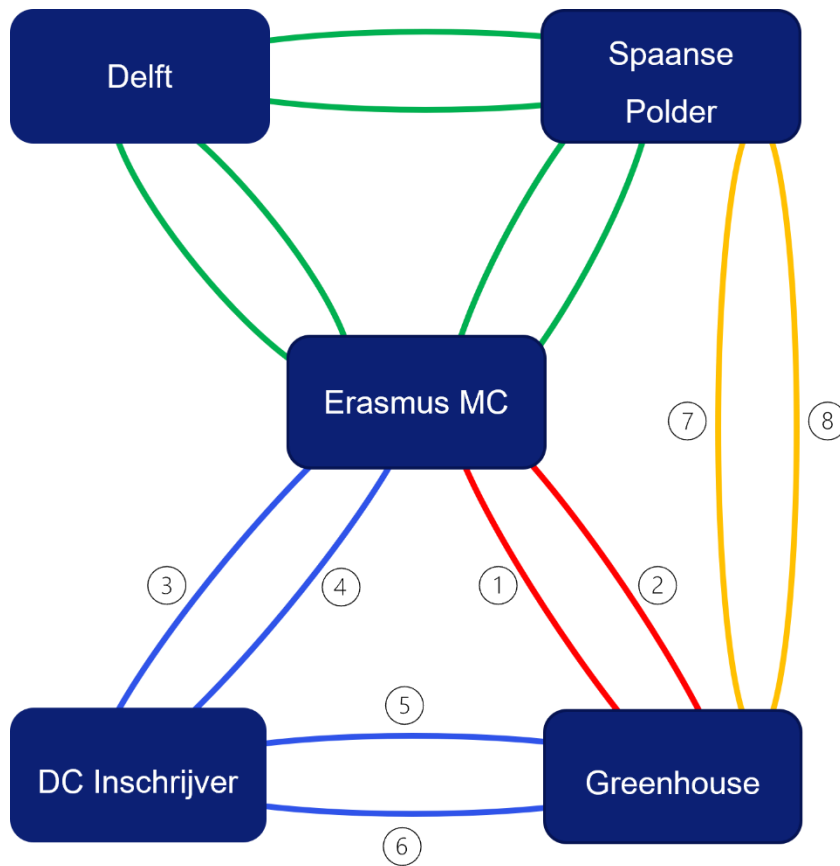 Delft
Spaanse
Polder
Erasmus MC
7
8
3
4
1
2
5
DC Inschrijver
Greenhouse
6